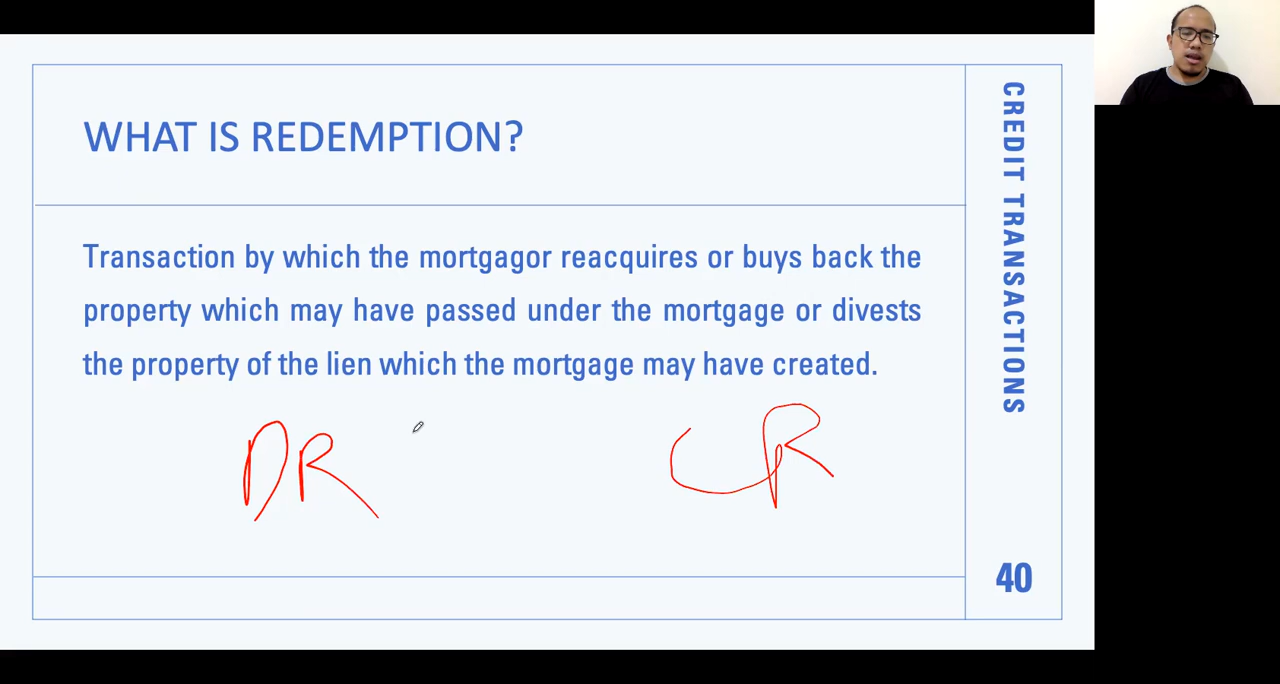 WHAT IS REDEMPTION?
Transaction by which the mortgagor reacquires or buys back the
property which may have passed under the mortgage or divests
the property of the lien which the mortgage may have created.
DR CR
CREDIT TRANSACTIONS
40